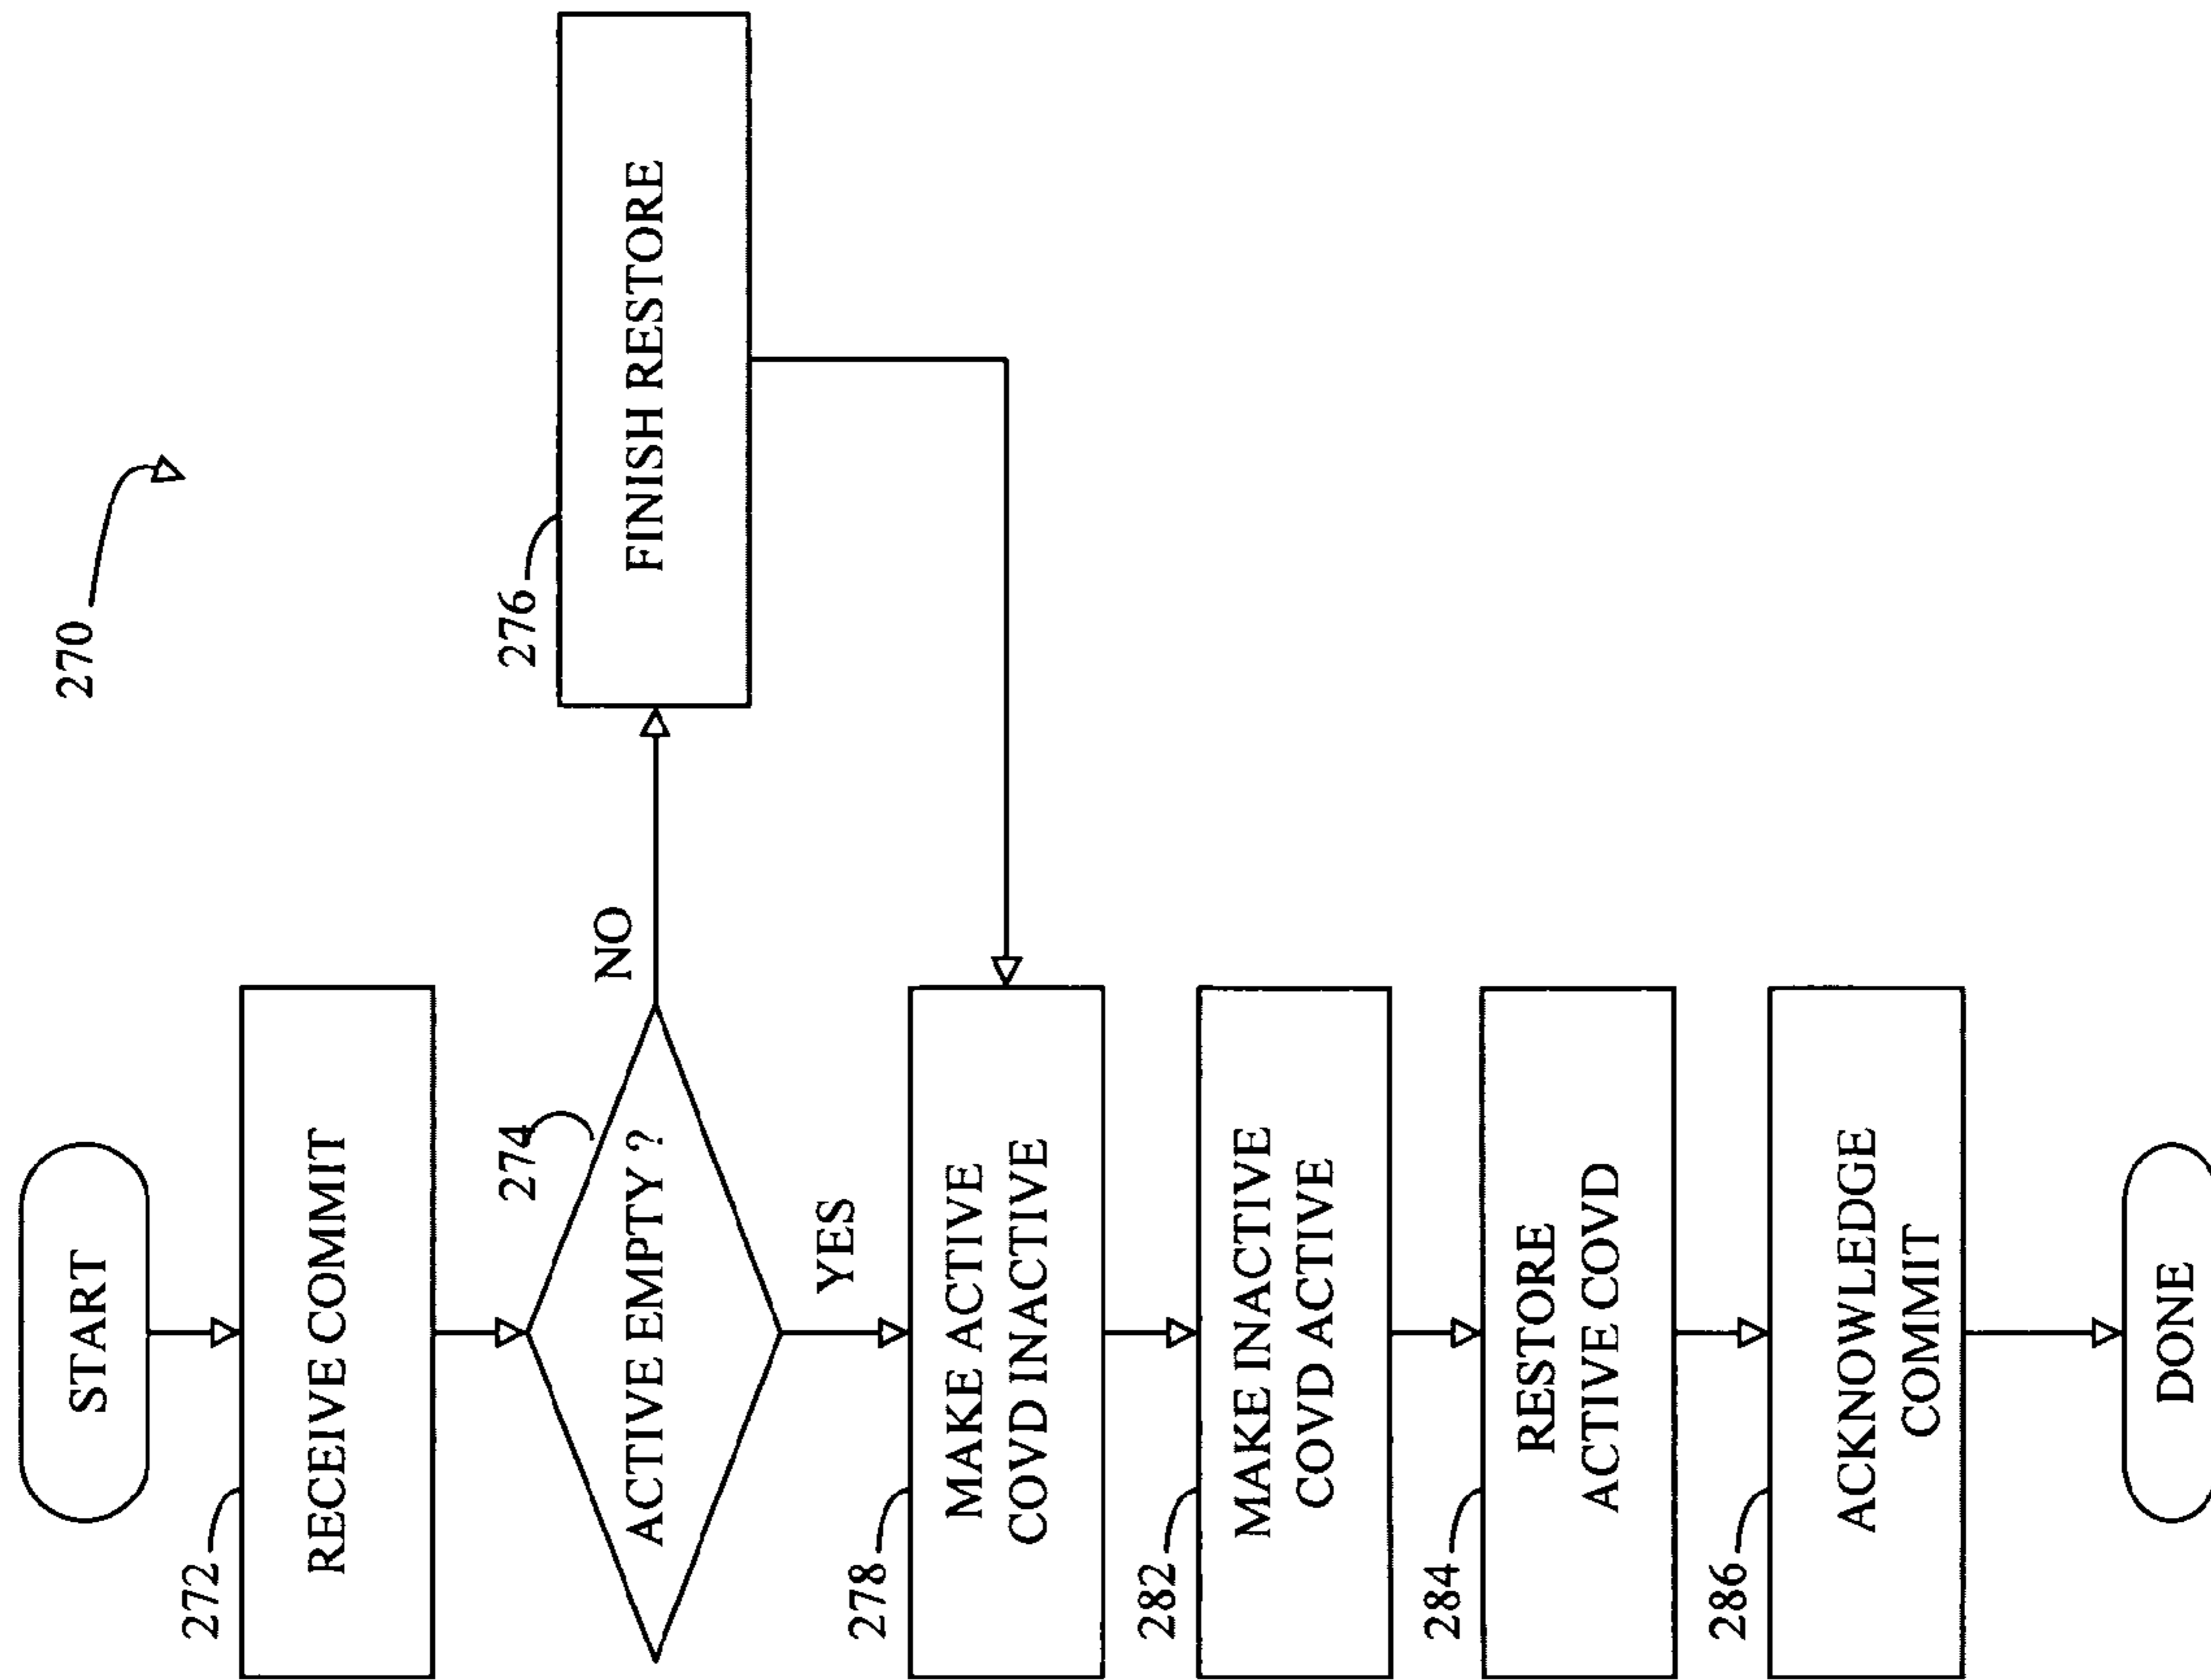 270
START
272
RECEIVE COMMIT
274
ACTIVE EMPTY ?
NO
276
FINISH RESTORE
YES
278
MAKE ACTIVE
COVD INACTIVE
282
MAKE INACTIVE
COVD ACTIVE
284
RESTORE
ACTIVE COVD
286
ACKNOWLEDGE
COMMIT
DONE